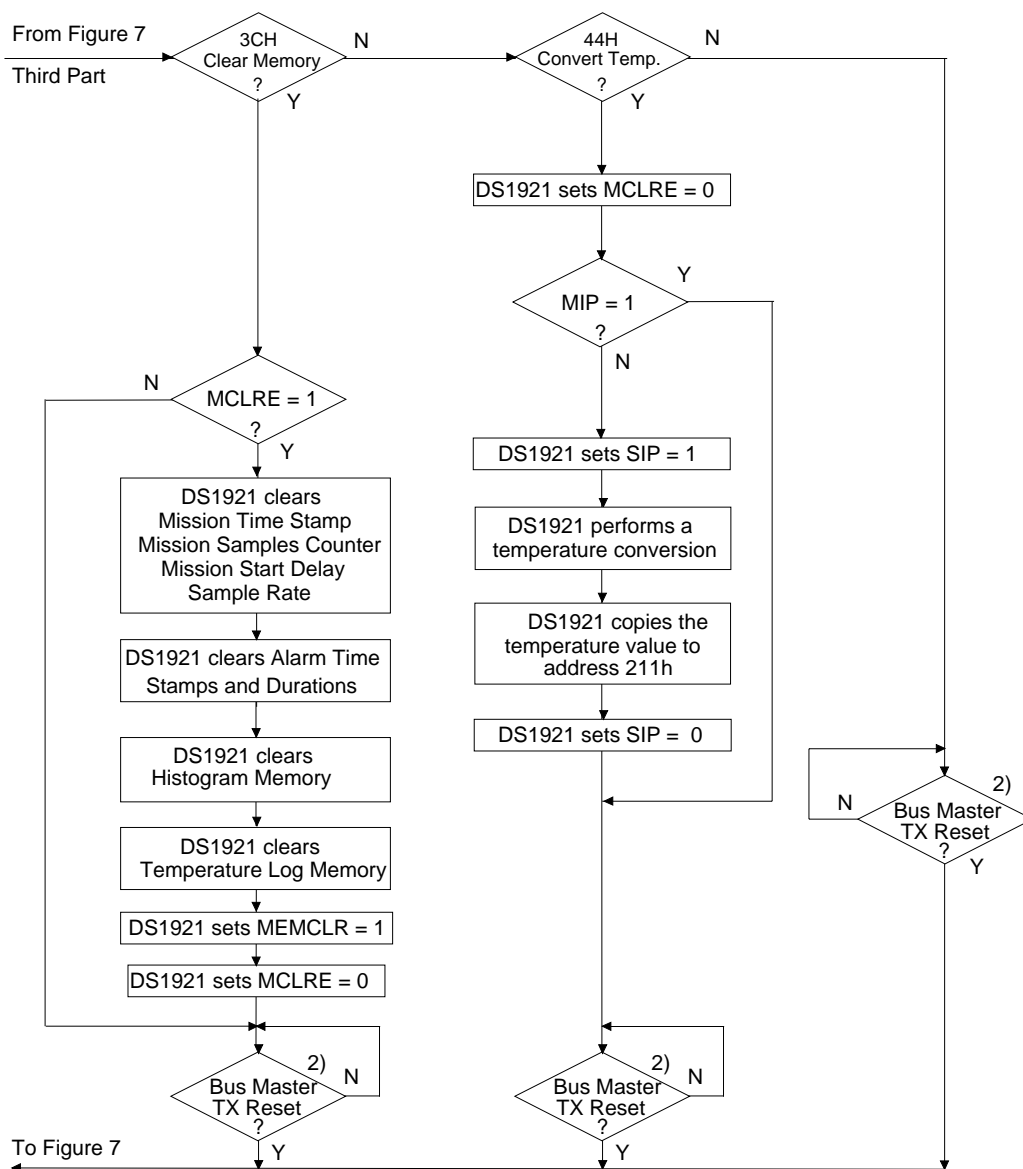 From Figure 7
Third Part
3CH
Clear Memory
?
N
Y
44H
Convert Temp.
?
N
Y
DS1921 sets MCLRE = 0
MIP = 1
?
Y
N
MCLRE = 1
?
N
Y
DS1921 clears
Mission Time Stamp
Mission Samples Counter
Mission Start Delay
Sample Rate
DS1921 clears Alarm Time
Stamps and Durations
DS1921 clears
Histogram Memory
DS1921 clears
Temperature Log Memory
DS1921 sets MEMCLR = 1
DS1921 sets MCLRE = 0
2)
Bus Master
TX Reset
?
N
Y
DS1921 sets SIP = 1
DS1921 performs a
temperature conversion
DS1921 copies the
temperature value to
address 211h
DS1921 sets SIP = 0
2)
Bus Master
TX Reset
?
N
Y
2)
Bus Master
TX Reset
?
N
Y
To Figure 7